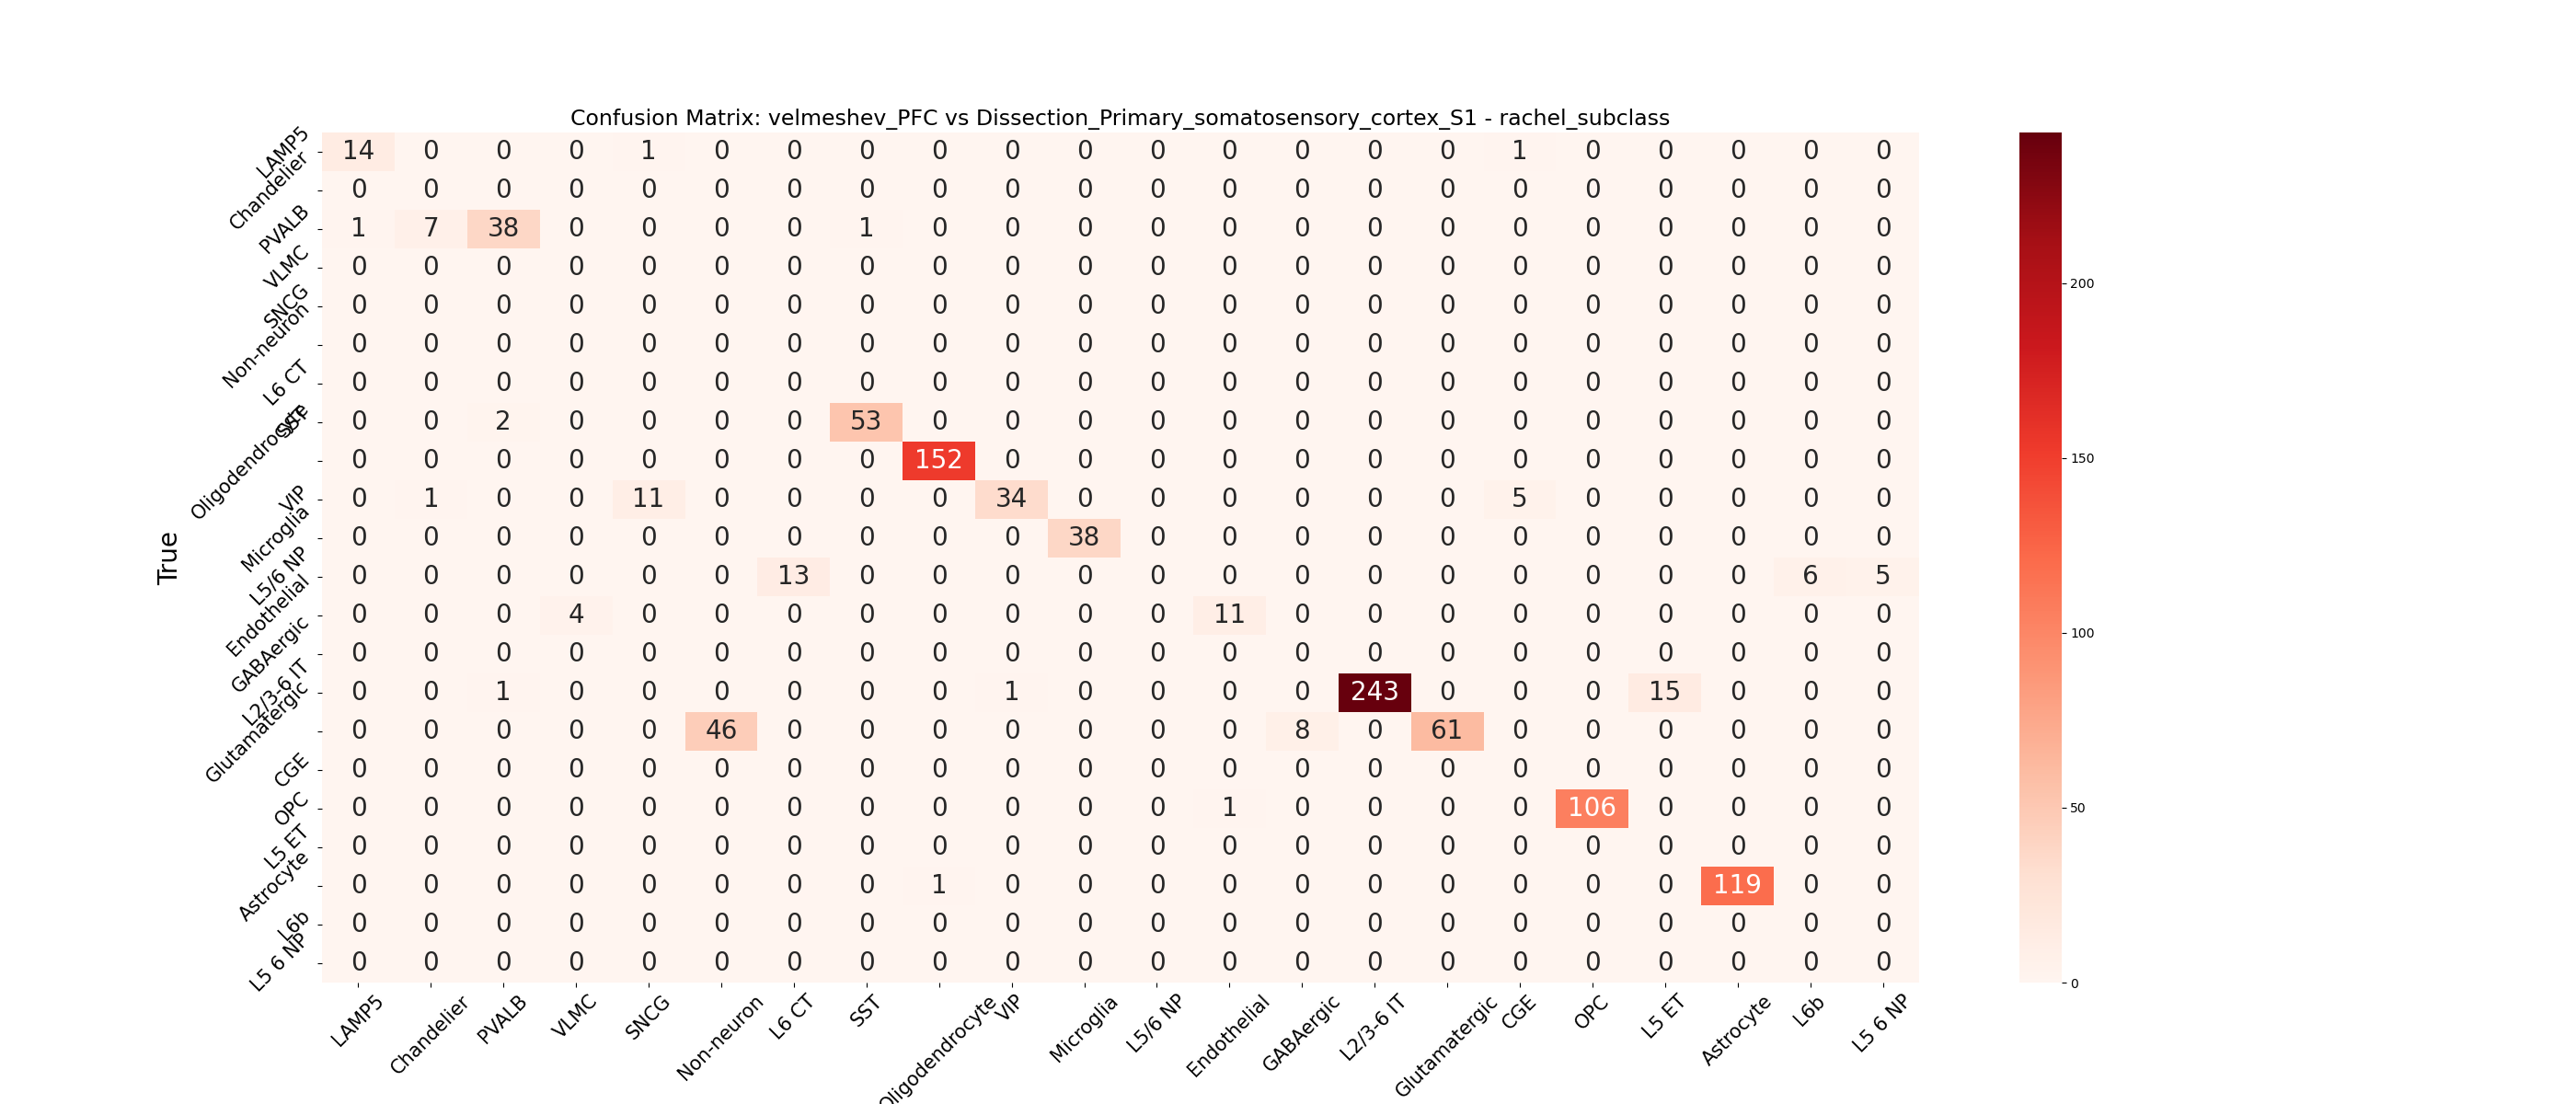 Confusion Matrix: velmeshev_PFC vs Dissection_Primary_somatosensory_cortex_S1 - rachel_subclass
True
LAMP5 14 0 0 0 1 0 0 0 0 0 0 0 0 0 0 0 1 0 0 0 0 0
Chandelier 0 0 0 0 0 0 0 0 0 0 0 0 0 0 0 0 0 0 0 0 0 0
PVALB 1 7 38 0 0 0 0 1 0 0 0 0 0 0 0 0 0 0 0 0 0 0
VLMC 0 0 0 0 0 0 0 0 0 0 0 0 0 0 0 0 0 0 0 0 0 0
SNCG 0 0 0 0 0 0 0 0 0 0 0 0 0 0 0 0 0 0 0 0 0 0
Non-neuron 0 0 0 0 0 0 0 0 0 0 0 0 0 0 0 0 0 0 0 0 0 0
L6 CT 0 0 0 0 0 0 0 0 0 0 0 0 0 0 0 0 0 0 0 0 0 0
SST 0 0 2 0 0 0 0 53 0 0 0 0 0 0 0 0 0 0 0 0 0 0
Oligodendrocyte 0 0 0 0 0 0 0 0 152 0 0 0 0 0 0 0 0 0 0 0 0 0
VIP 0 1 0 0 11 0 0 0 0 34 0 0 0 0 0 0 5 0 0 0 0 0
Microglia 0 0 0 0 0 0 0 0 0 0 38 0 0 0 0 0 0 0 0 0 0 0
L5/6 NP 0 0 0 0 0 0 13 0 0 0 0 0 0 0 0 0 0 0 0 0 6 5
Endothelial 0 0 0 4 0 0 0 0 0 0 0 0 11 0 0 0 0 0 0 0 0 0
GABAergic 0 0 0 0 0 0 0 0 0 0 0 0 0 0 0 0 0 0 0 0 0 0
L2/3-6 IT 0 0 1 0 0 0 0 0 0 1 0 0 0 0 243 0 0 0 15 0 0 0
Glutamatergic 0 0 0 0 0 46 0 0 0 0 0 0 0 8 0 61 0 0 0 0 0 0
CGE 0 0 0 0 0 0 0 0 0 0 0 0 0 0 0 0 0 0 0 0 0 0
OPC 0 0 0 0 0 0 0 0 0 0 0 0 1 0 0 0 0 106 0 0 0 0
L5 ET 0 0 0 0 0 0 0 0 0 0 0 0 0 0 0 0 0 0 0 0 0 0
Astrocyte 0 0 0 0 0 0 0 0 1 0 0 0 0 0 0 0 0 0 0 119 0 0
L6b 0 0 0 0 0 0 0 0 0 0 0 0 0 0 0 0 0 0 0 0 0 0
L5 6 NP 0 0 0 0 0 0 0 0 0 0 0 0 0 0 0 0 0 0 0 0 0 0
LAMP5 Chandelier PVALB VLMC SNCG Non-neuron L6 CT SST Oligodendrocyte VIP Microglia L5/6 NP Endothelial GABAergic L2/3-6 IT Glutamatergic CGE OPC L5 ET Astrocyte L6b L5 6 NP
200
150
100
50
0